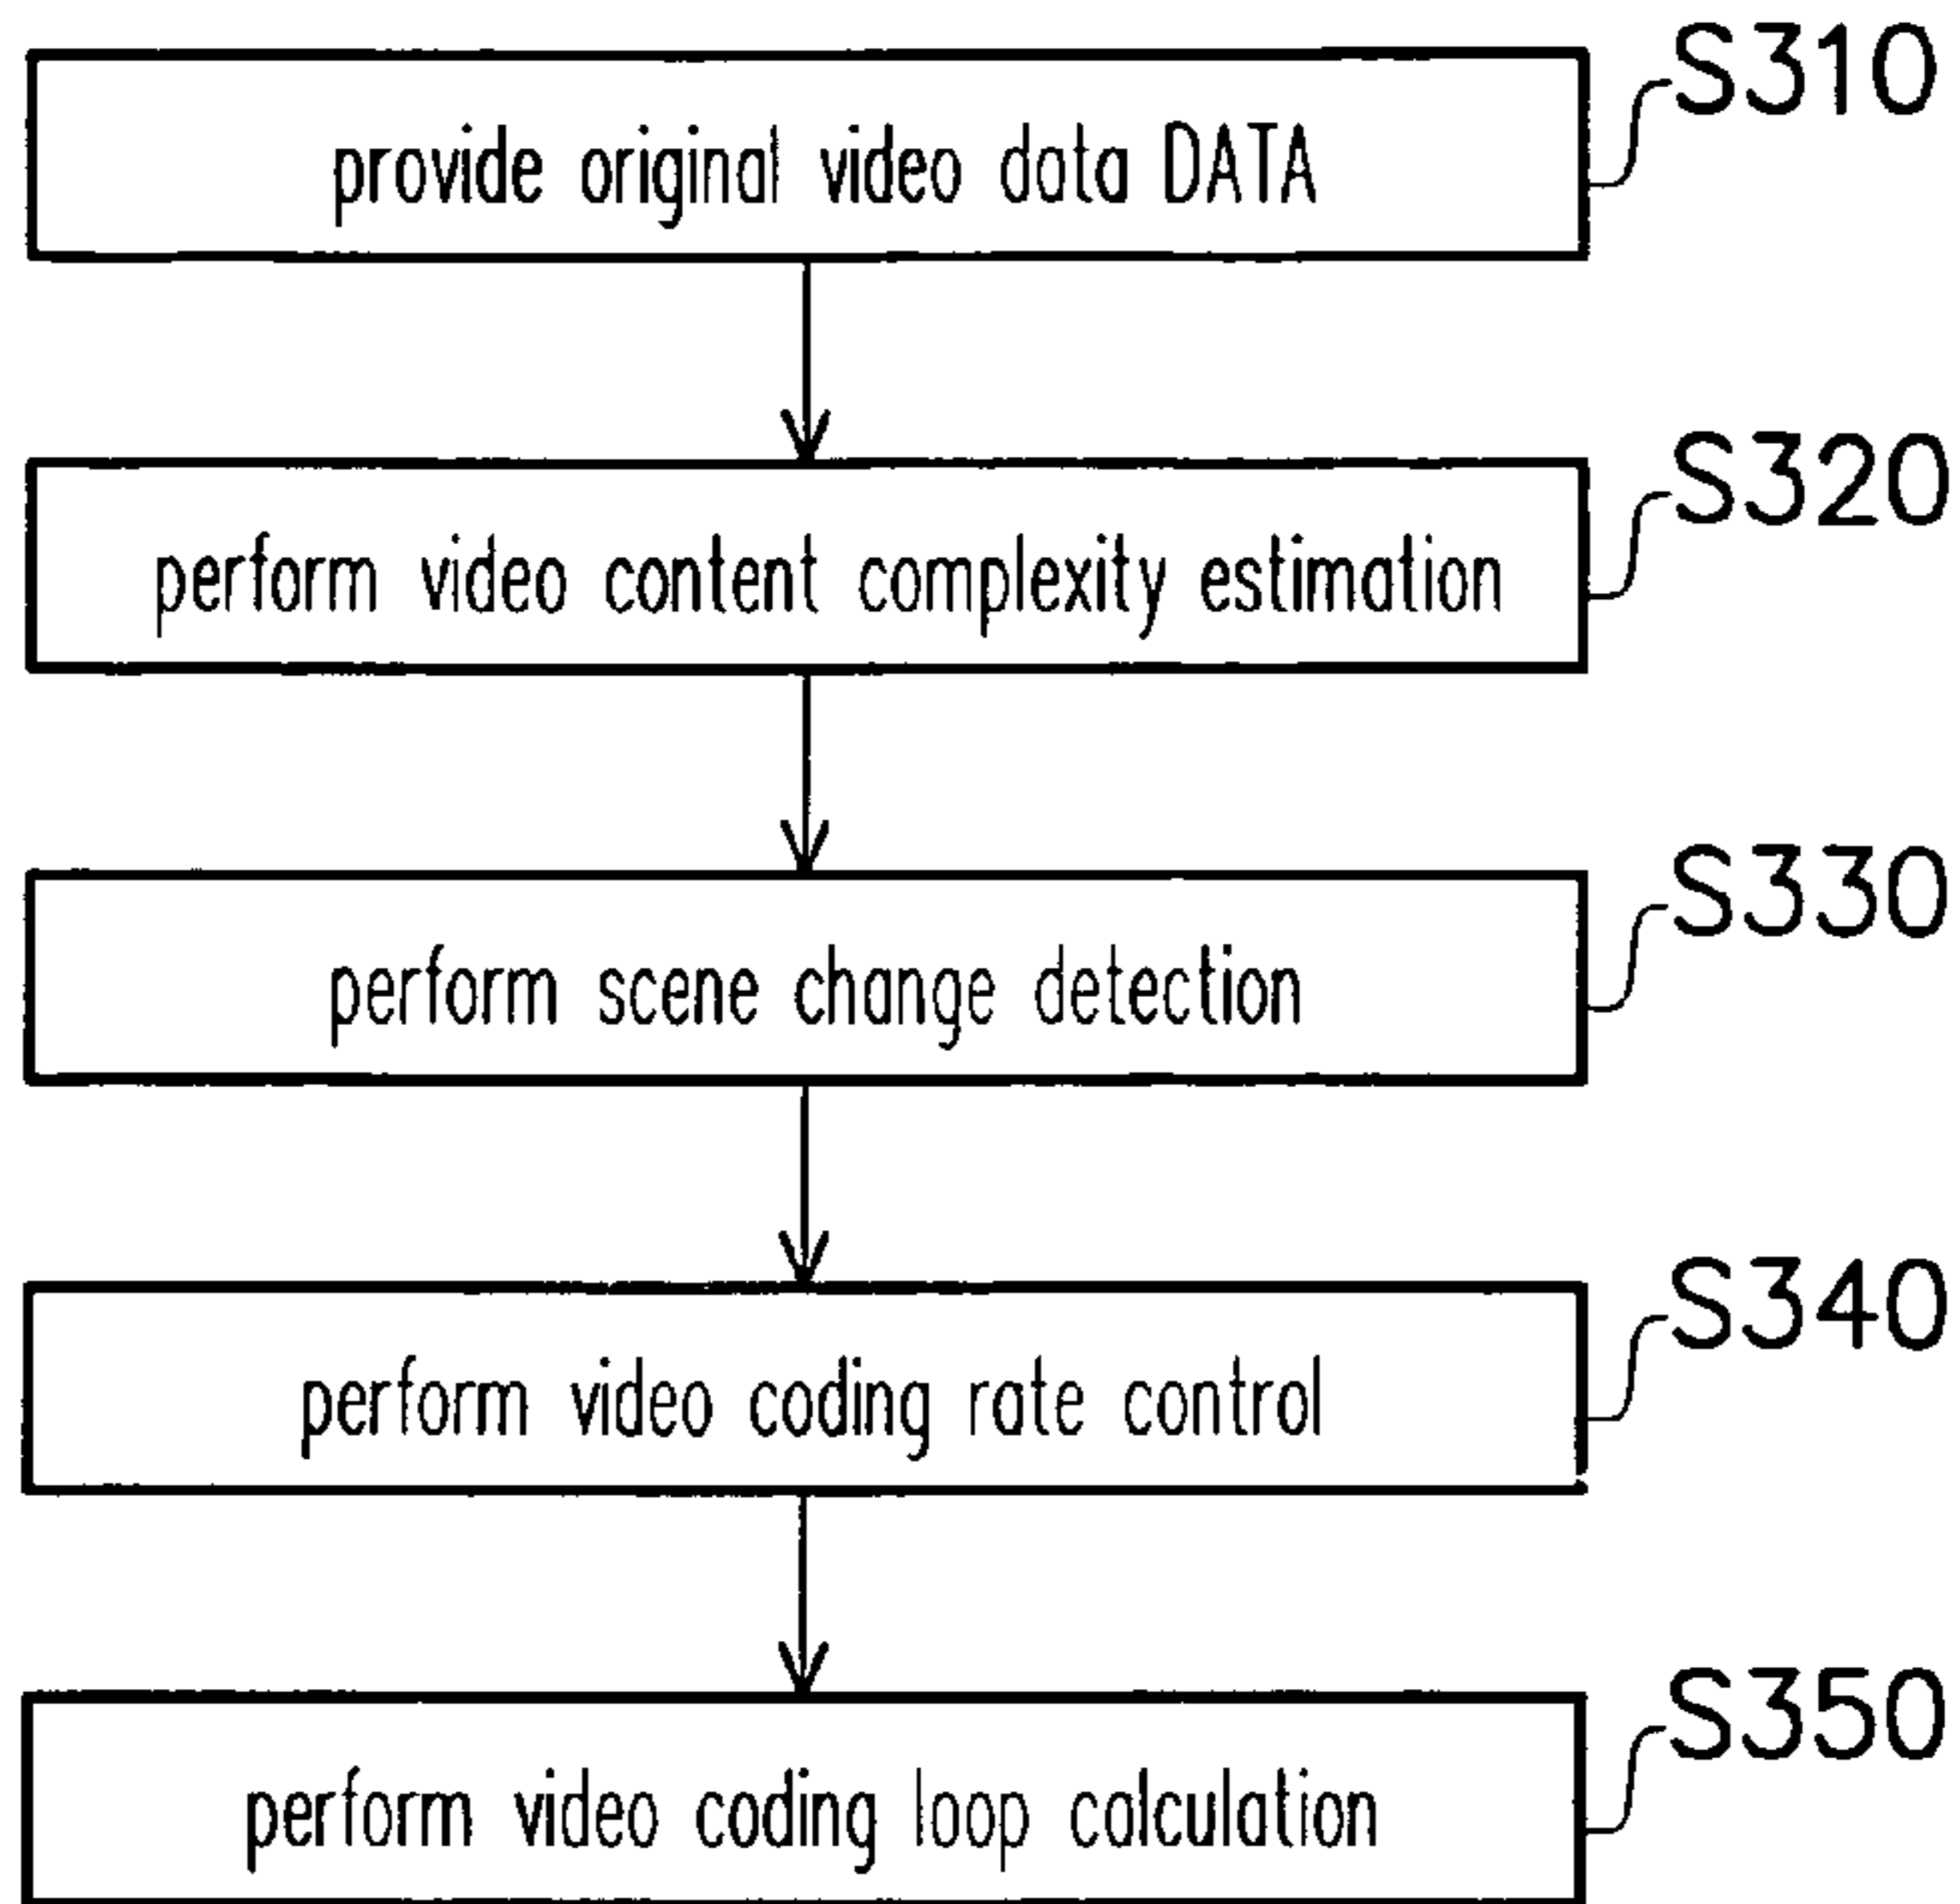 provide original video data DATA
S310
perform video content complexity estimation
S320
perform scene change detection
S330
perform video coding rate control
S340
perform video coding loop calculation
S350